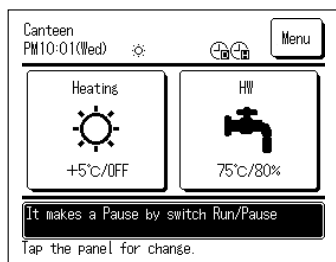 Canteen
PM10:01(Wed)
Menu
Heating
+5℃/OFF
HW
75℃/80%
It makes a Pause by switch Run/Pause
Tap the panel for change.